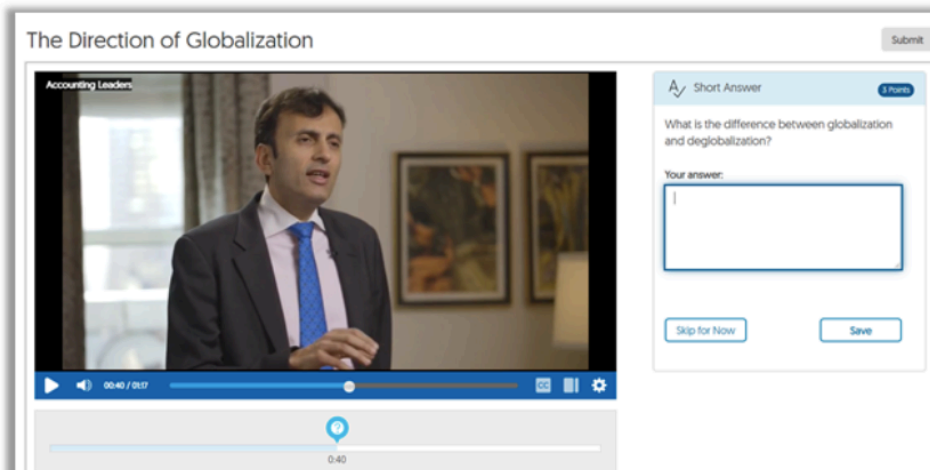 The Direction of Globalization
Submit
Accounting Leaders
Short Answer
3 Points
What is the difference between globalization
and deglobalization?
Your answer:
Skip for Now
Save
00:40 / 01:17
CC
?
0:40